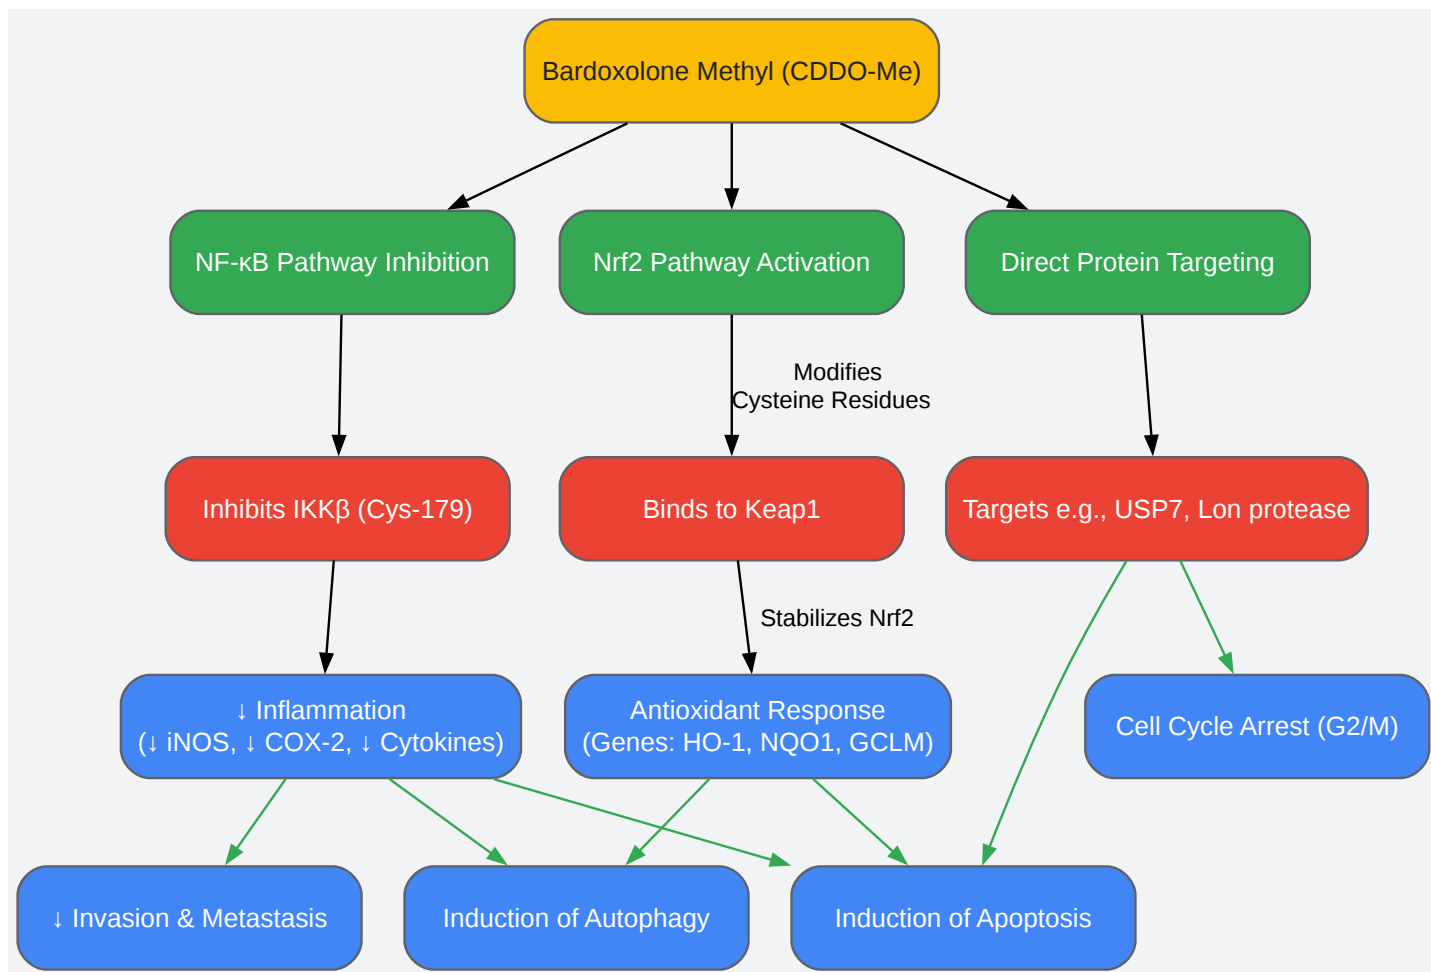 Bardoxolone Methyl (CDDO-Me)
NF-κB Pathway Inhibition
Nrf2 Pathway Activation
Direct Protein Targeting
Modifies
Cysteine Residues
Inhibits IKKβ (Cys-179)
Binds to Keap1
Targets e.g., USP7, Lon protease
Stabilizes Nrf2
↓ Inflammation
(↓ iNOS, ↓ COX-2, ↓ Cytokines)
Antioxidant Response
(Genes: HO-1, NQO1, GCLM)
Cell Cycle Arrest (G2/M)
↓ Invasion & Metastasis
Induction of Autophagy
Induction of Apoptosis